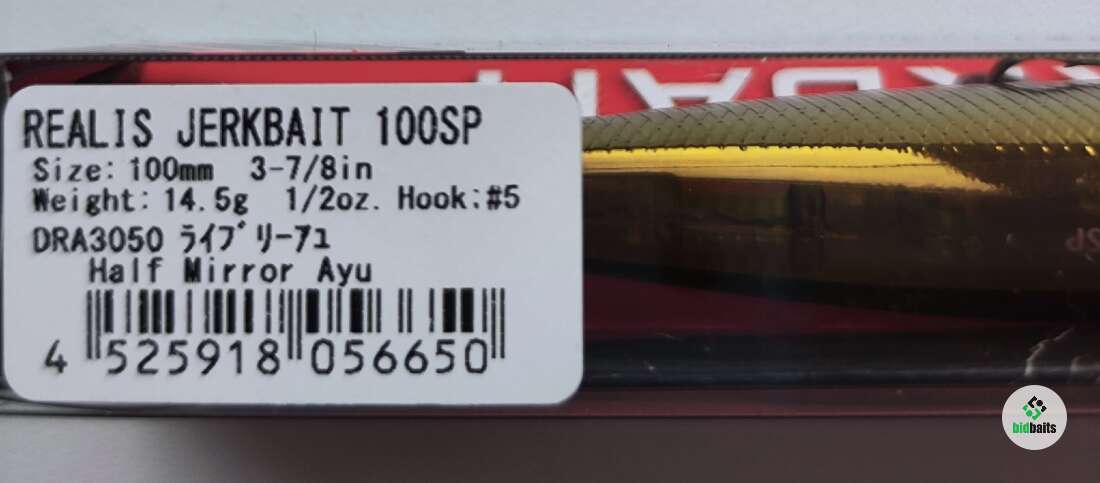 REALIS JERKBAIT 100SP
Size: 100mm 3-7/8in
Weight: 14.5g 1/2oz. Hook:#5
DRA3050 ライブリーアユ
Half Mirror Ayu
4 525918 056650
bidbaits